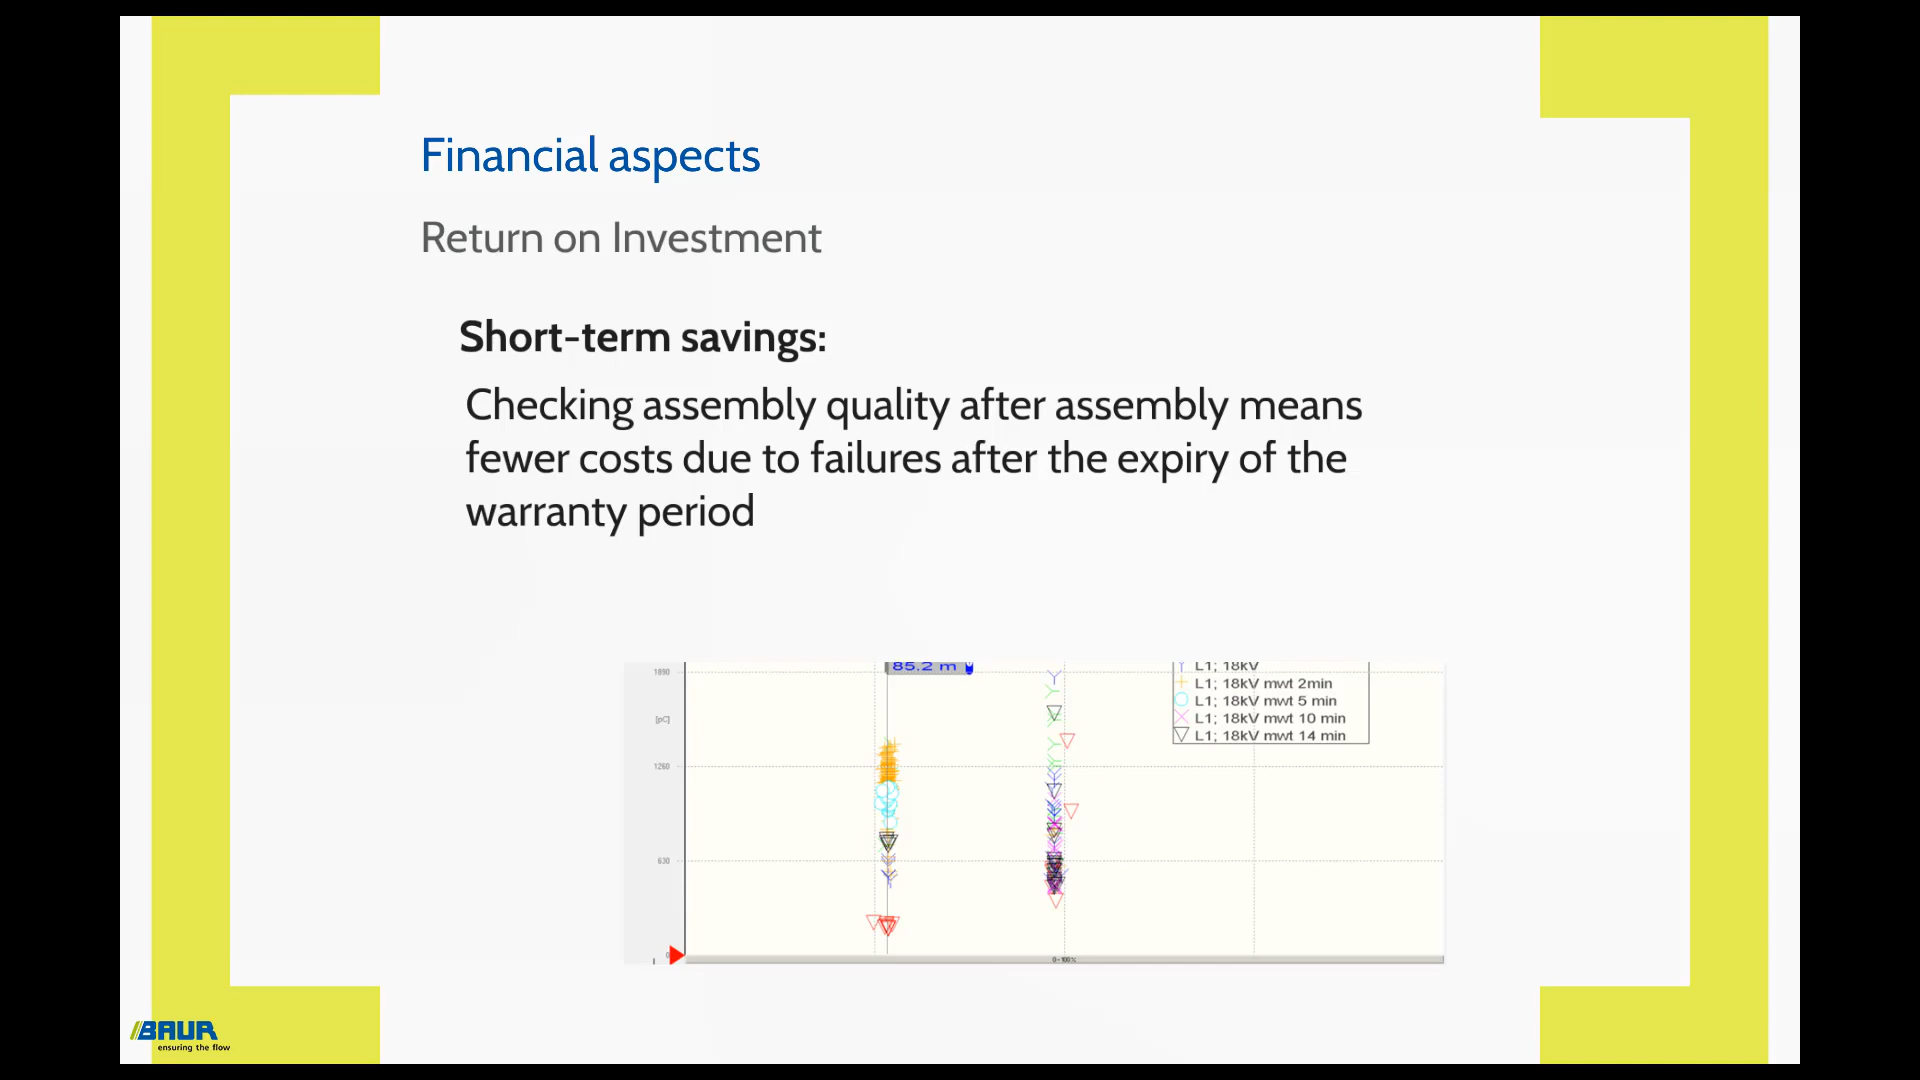 Financial aspects
Return on Investment
Short-term savings:
Checking assembly quality after assembly means
fewer costs due to failures after the expiry of the
warranty period
85.2 m
1890
[pC]
1260
630
0
L1; 18kV
L1; 18kV mwt 2min
L1; 18kV mwt 5 min
L1; 18kV mwt 10 min
L1; 18kV mwt 14 min
0-100%
BAUR
ensuring the flow